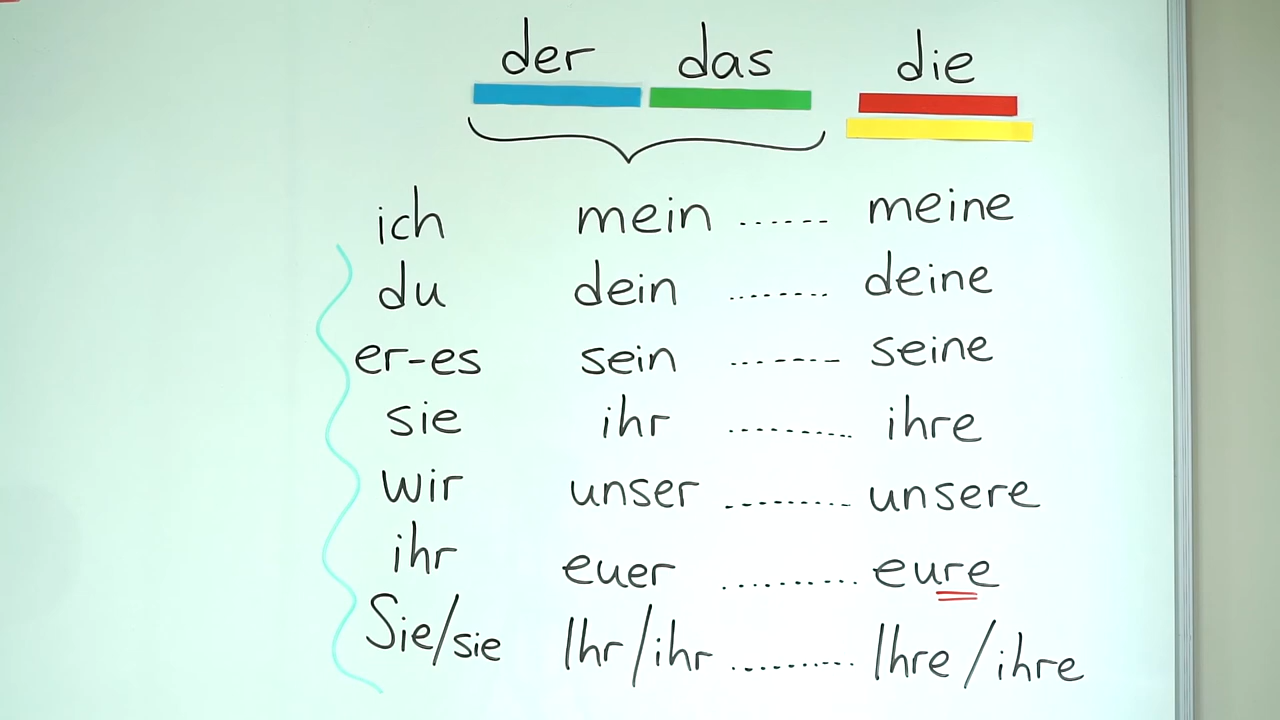 der das die
ich mein ...... meine
du dein ........ deine
er-es sein ........ seine
sie ihr .......... ihre
wir unser ......... unsere
ihr euer .......... eure
Sie/sie Ihr/ihr .......... Ihre/ihre